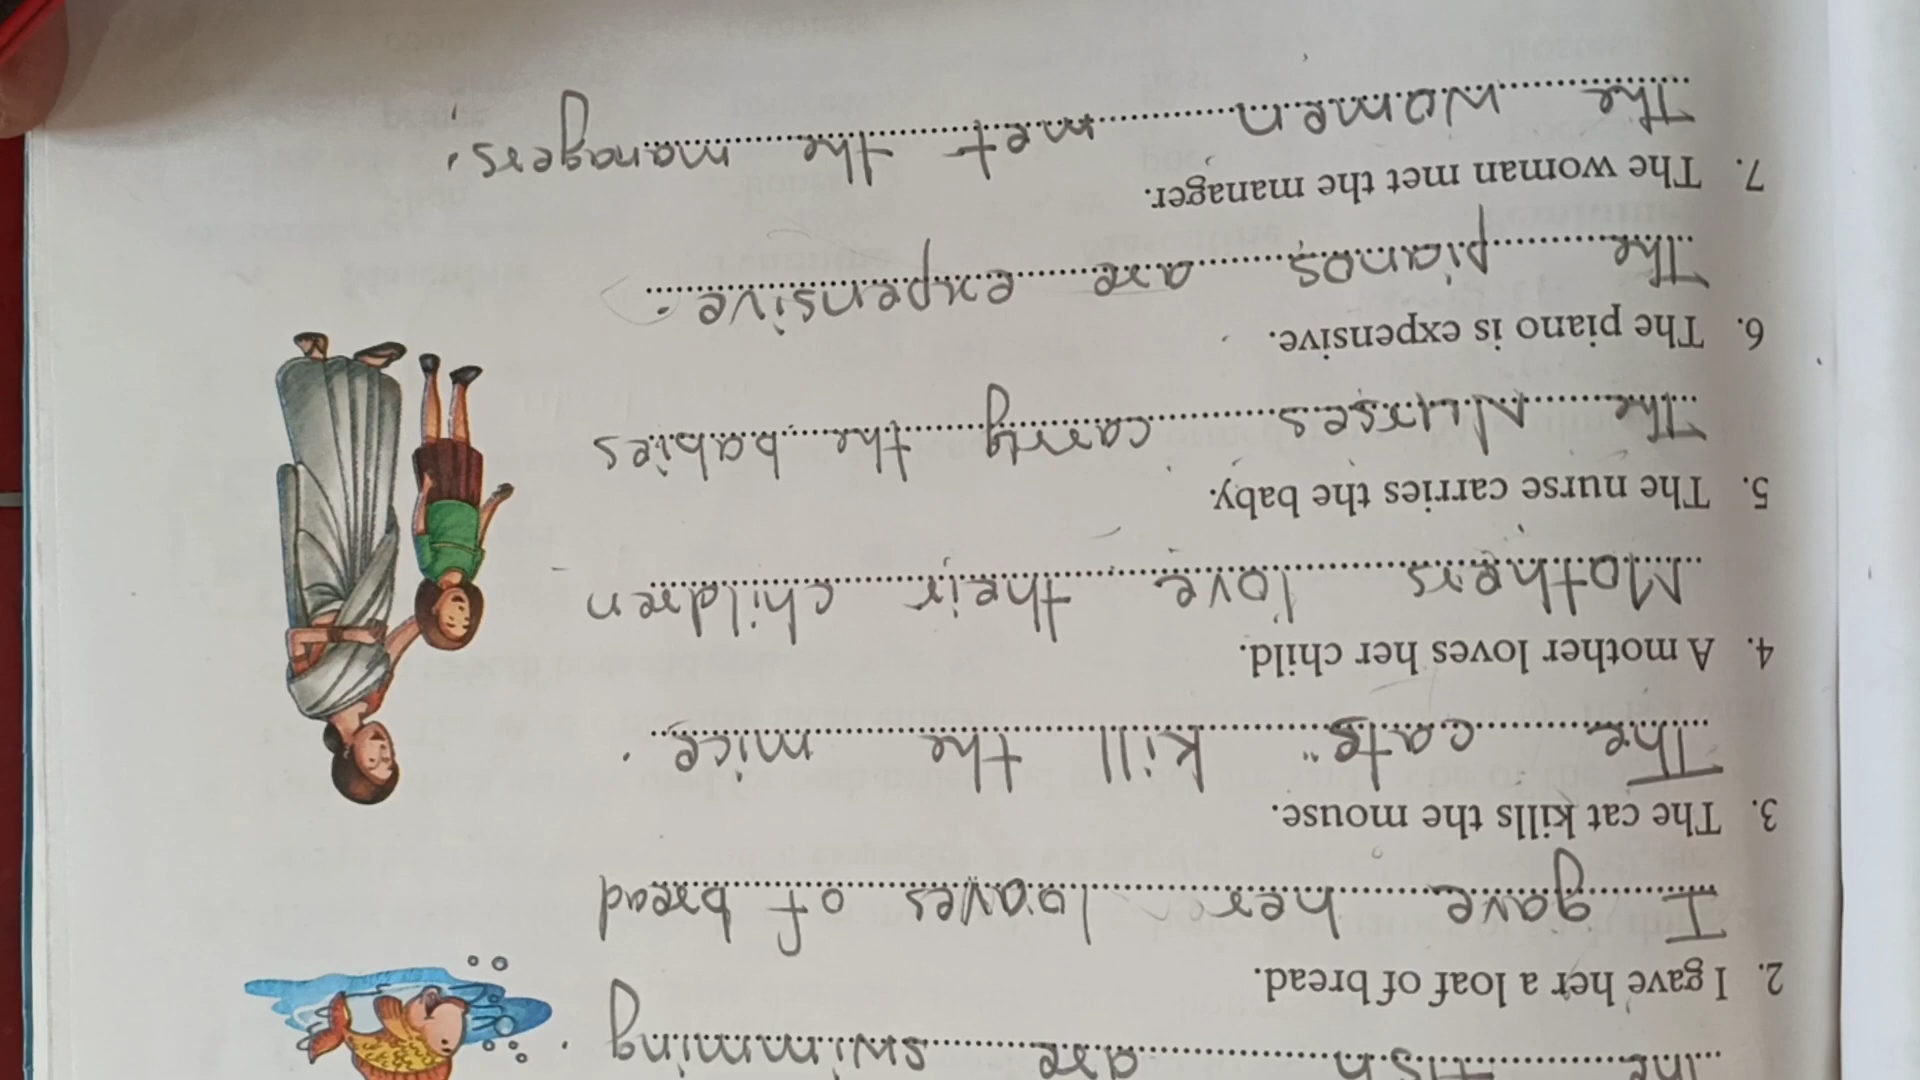 The fish are swimming.
2. I gave her a loaf of bread.
I gave her loaves of bread
3. The cat kills the mouse.
The cats kill the mice.
4. A mother loves her child.
Mothers love their children
5. The nurse carries the baby.
The Nurses carry the babies
6. The piano is expensive.
The pianos are expensive.
7. The woman met the manager.
The women met the managers.